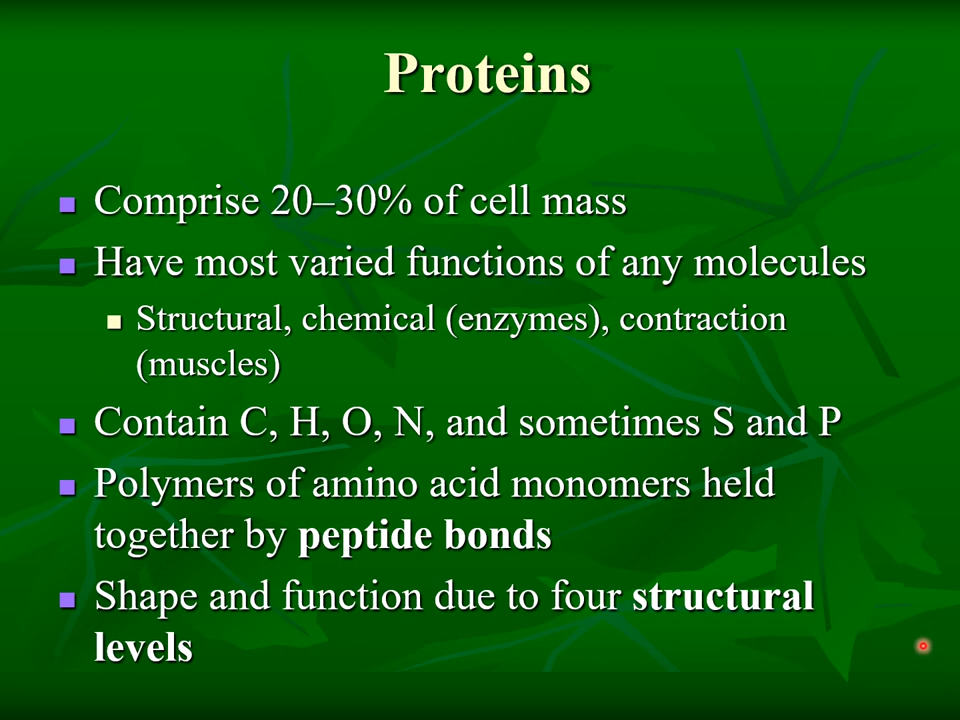 Proteins
Comprise 20–30% of cell mass
Have most varied functions of any molecules
Structural, chemical (enzymes), contraction
(muscles)
Contain C, H, O, N, and sometimes S and P
Polymers of amino acid monomers held
together by peptide bonds
Shape and function due to four structural
levels